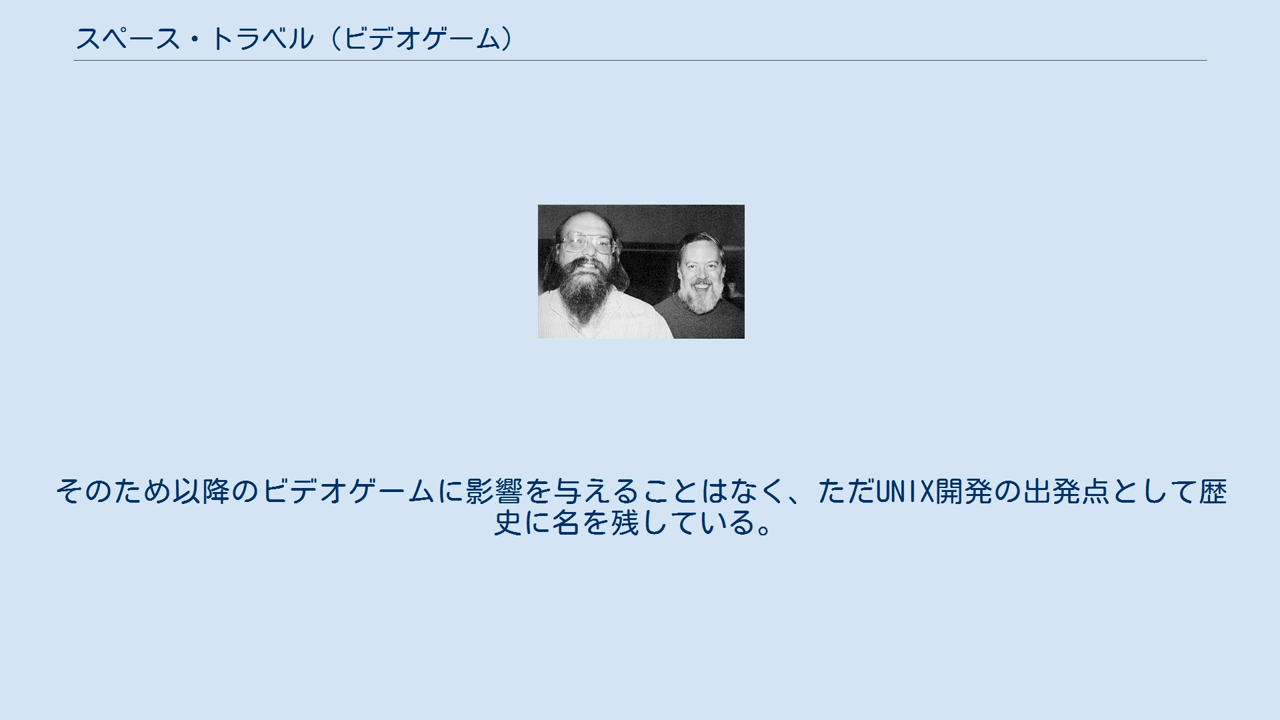 スペース・トラベル（ビデオゲーム）
そのため以降のビデオゲームに影響を与えることはなく、ただUNIX開発の出発点として歴
史に名を残している。